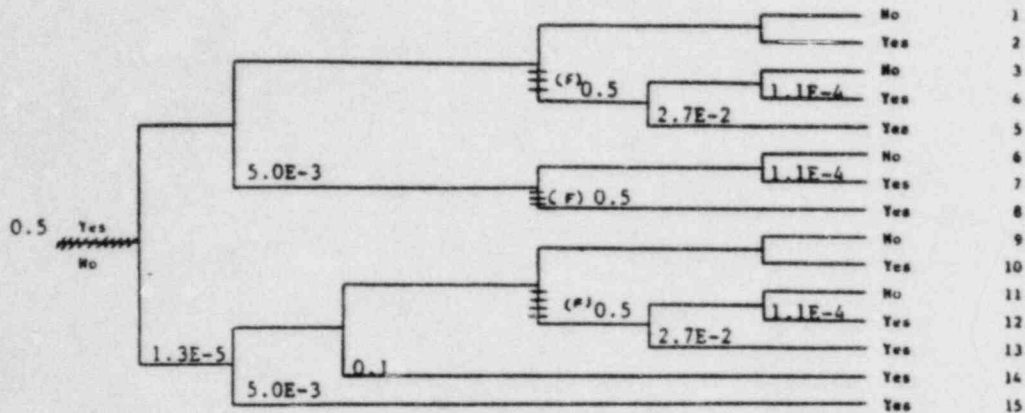 No 1
Yes 2
(F) 0.5 No 3
1.1E-4 Yes 4
2.7E-2 Yes 5
No 6
5.0E-3 1.1E-4 Yes 7
(F) 0.5 Yes 8
0.5 Yes
No 9
No
Yes 10
(F) 0.5 No 11
1.1E-4 Yes 12
1.3E-5 2.7E-2 Yes 13
0.1 Yes 14
5.0E-3 Yes 15